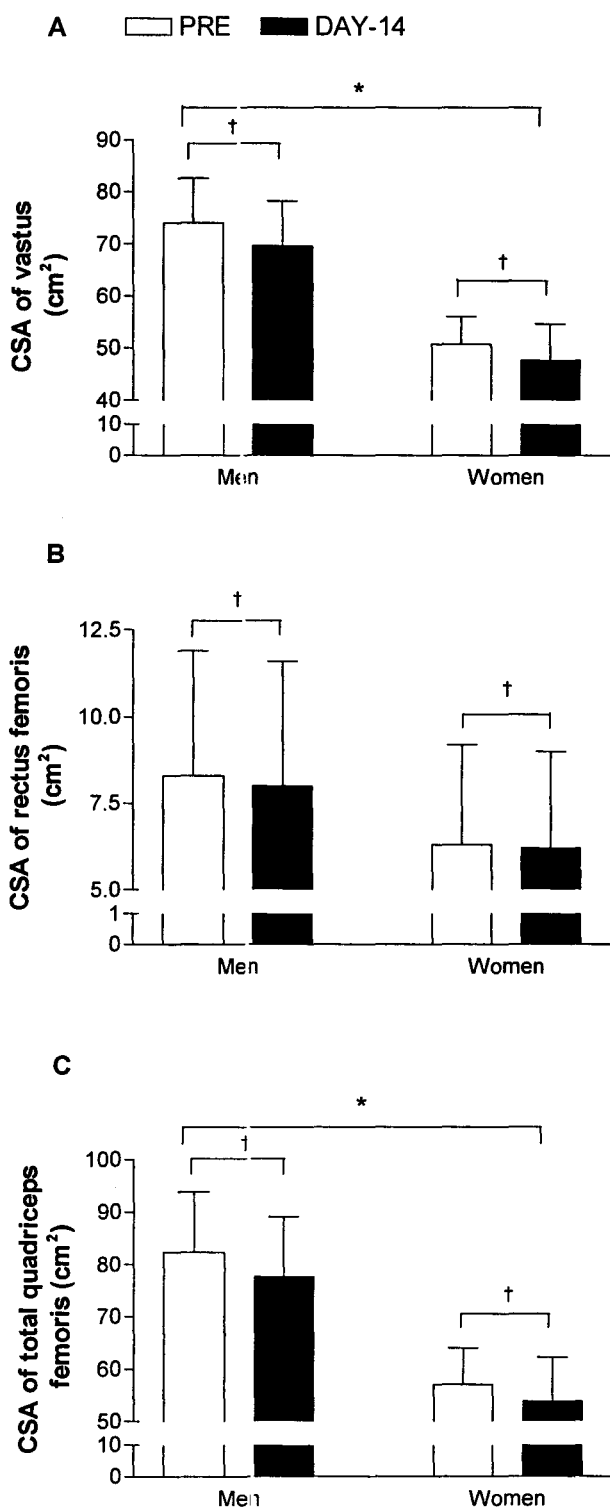 A PRE DAY-14
*
†
†
CSA of vastus
(cm²)
90
80
70
60
50
40
10
0
Men Women
B
†
†
CSA of rectus femoris
(cm²)
12.5
10.0
7.5
5.0
1
0
Men Women
C
*
†
†
CSA of total quadriceps
femoris (cm²)
100
90
80
70
60
50
10
0
Men Women